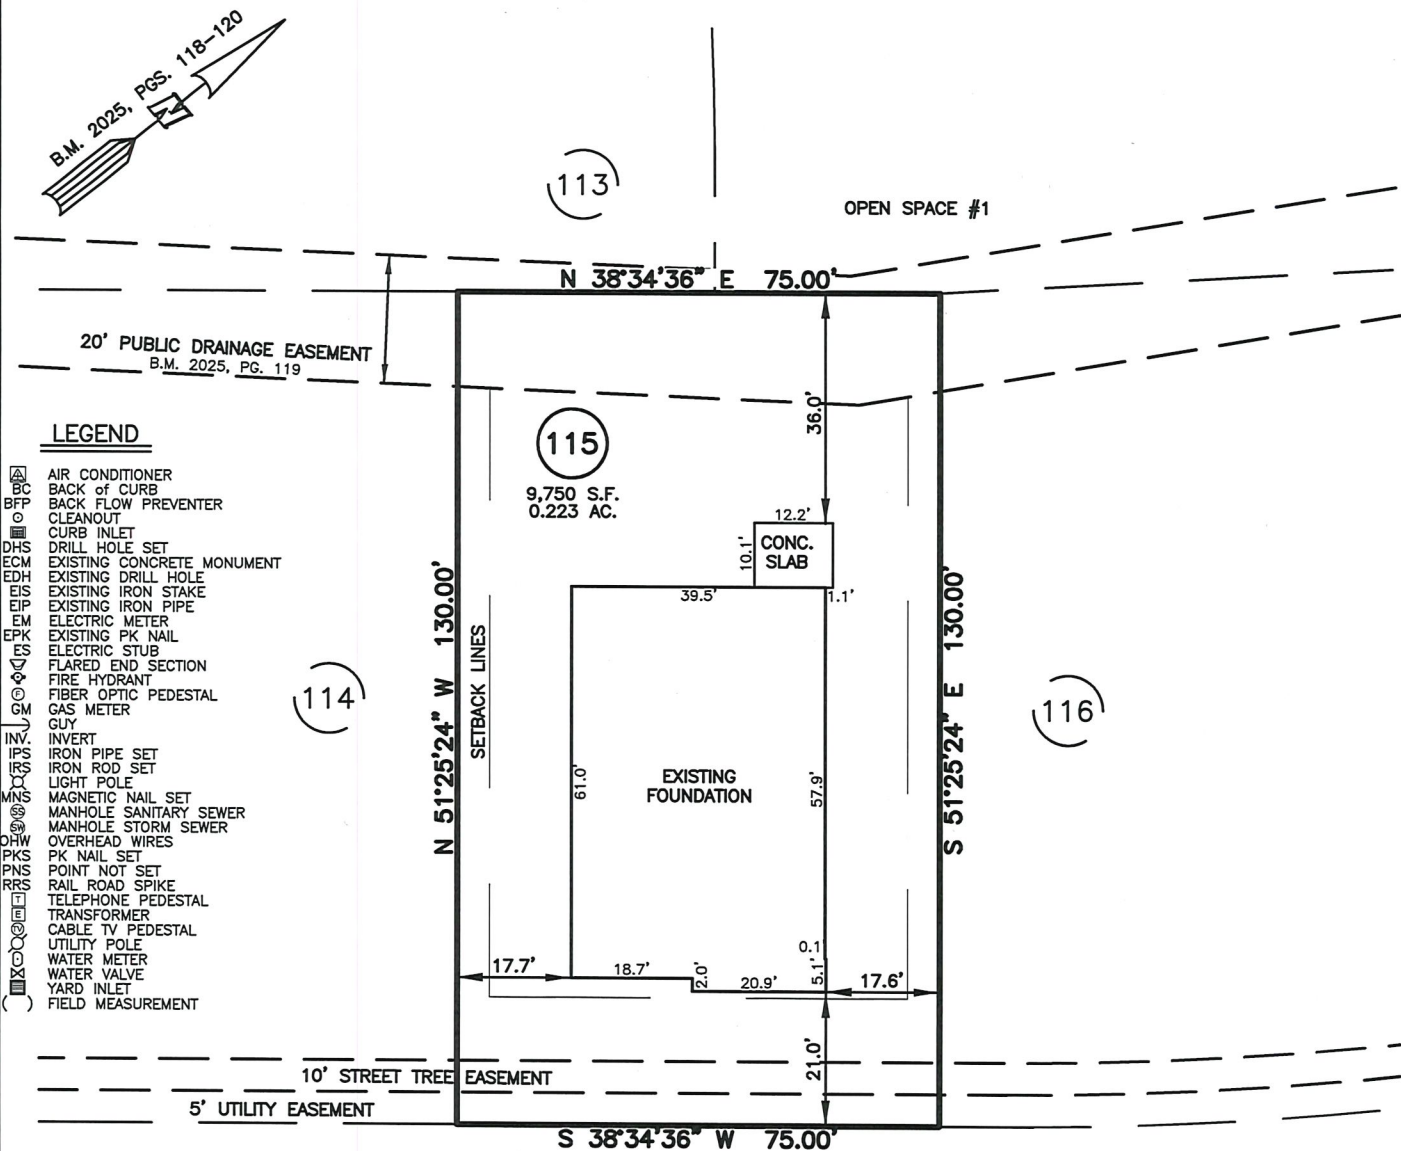 B.M. 2025, PGS. 118-120
113
OPEN SPACE #1
N 38°34'36" E 75.00'
20' PUBLIC DRAINAGE EASEMENT
B.M. 2025, PG. 119
36.0'
115
9,750 S.F.
0.223 AC.
12.2'
10.1'
CONC.
SLAB
39.5'
1.1'
N 51°25'24" W 130.00'
SETBACK LINES
S 51°25'24" E 130.00'
114
116
61.0'
EXISTING
FOUNDATION
57.9'
0.1'
5.1'
17.7'
18.7'
2.0'
20.9'
17.6'
21.0'
10' STREET TREE EASEMENT
5' UTILITY EASEMENT
S 38°34'36" W 75.00'
LEGEND
A AIR CONDITIONER
BC BACK of CURB
BFP BACK FLOW PREVENTER
CLEANOUT
CURB INLET
DHS DRILL HOLE SET
ECM EXISTING CONCRETE MONUMENT
EDH EXISTING DRILL HOLE
EIS EXISTING IRON STAKE
EIP EXISTING IRON PIPE
EM ELECTRIC METER
EPK EXISTING PK NAIL
ES ELECTRIC STUB
FLARED END SECTION
FIRE HYDRANT
F FIBER OPTIC PEDESTAL
GM GAS METER
GUY
INV. INVERT
IPS IRON PIPE SET
IRS IRON ROD SET
LIGHT POLE
MNS MAGNETIC NAIL SET
SS MANHOLE SANITARY SEWER
SW MANHOLE STORM SEWER
OHW OVERHEAD WIRES
PKS PK NAIL SET
PNS POINT NOT SET
RRS RAIL ROAD SPIKE
T TELEPHONE PEDESTAL
E TRANSFORMER
TV CABLE TV PEDESTAL
UTILITY POLE
WATER METER
WATER VALVE
YARD INLET
( ) FIELD MEASUREMENT